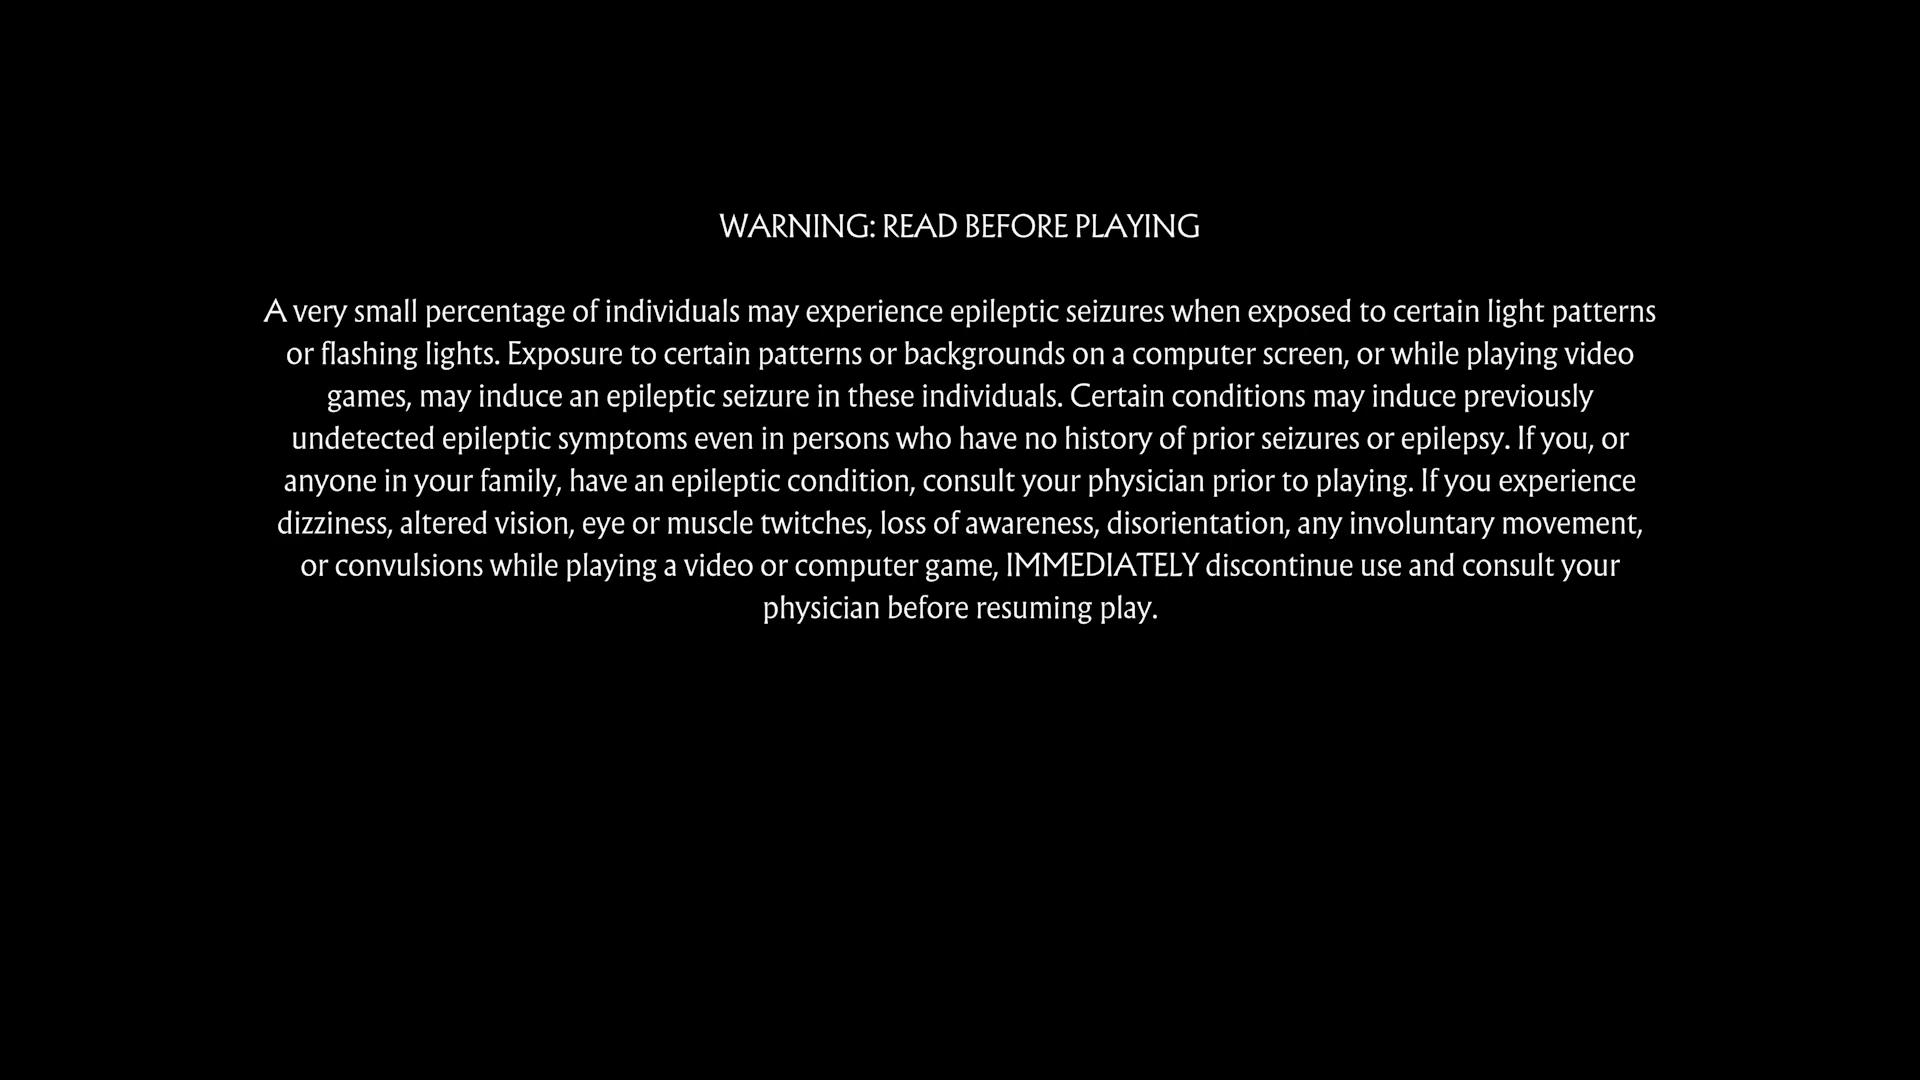 WARNING: READ BEFORE PLAYING
A very small percentage of individuals may experience epileptic seizures when exposed to certain light patterns
or flashing lights. Exposure to certain patterns or backgrounds on a computer screen, or while playing video
games, may induce an epileptic seizure in these individuals. Certain conditions may induce previously
undetected epileptic symptoms even in persons who have no history of prior seizures or epilepsy. If you, or
anyone in your family, have an epileptic condition, consult your physician prior to playing. If you experience
dizziness, altered vision, eye or muscle twitches, loss of awareness, disorientation, any involuntary movement,
or convulsions while playing a video or computer game, IMMEDIATELY discontinue use and consult your
physician before resuming play.